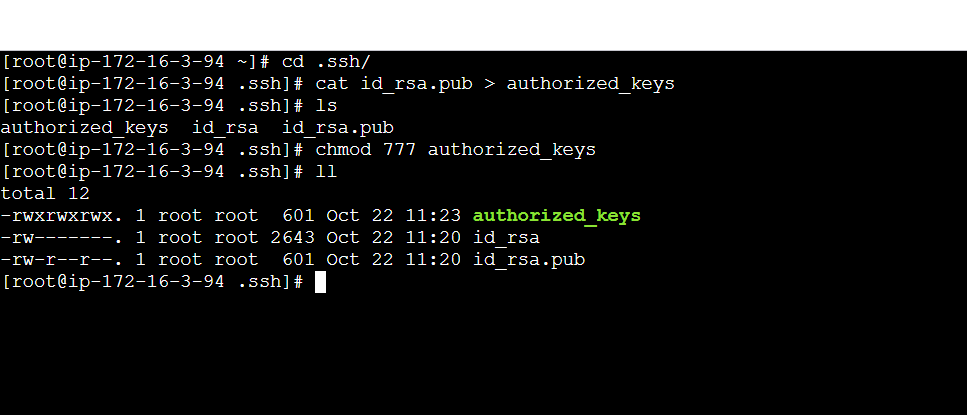 [root@ip-172-16-3-94 ~]# cd .ssh/
[root@ip-172-16-3-94 .ssh]# cat id_rsa.pub > authorized_keys
[root@ip-172-16-3-94 .ssh]# ls
authorized_keys  id_rsa  id_rsa.pub
[root@ip-172-16-3-94 .ssh]# chmod 777 authorized_keys
[root@ip-172-16-3-94 .ssh]# ll
total 12
-rwxrwxrwx. 1 root root  601 Oct 22 11:23 authorized_keys
-rw-------. 1 root root 2643 Oct 22 11:20 id_rsa
-rw-r--r--. 1 root root  601 Oct 22 11:20 id_rsa.pub
[root@ip-172-16-3-94 .ssh]#